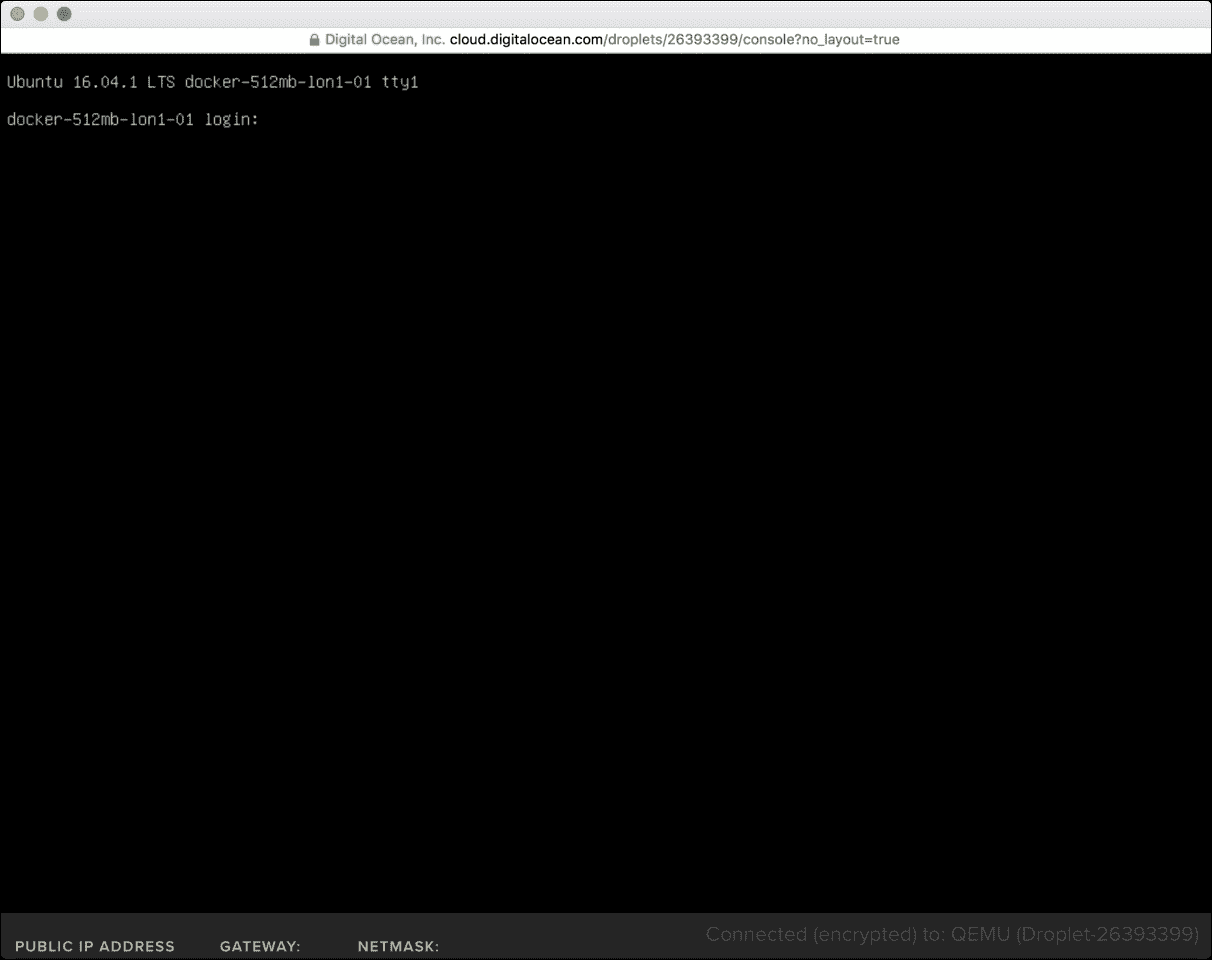 Digital Ocean, Inc. cloud.digitalocean.com/droplets/26393399/console?no_layout=true
Ubuntu 16.04.1 LTS docker-512mb-lon1-01 tty1
docker-512mb-lon1-01 login:
PUBLIC IP ADDRESS GATEWAY: NETMASK:
Connected (encrypted) to: QEMU (Droplet-26393399)